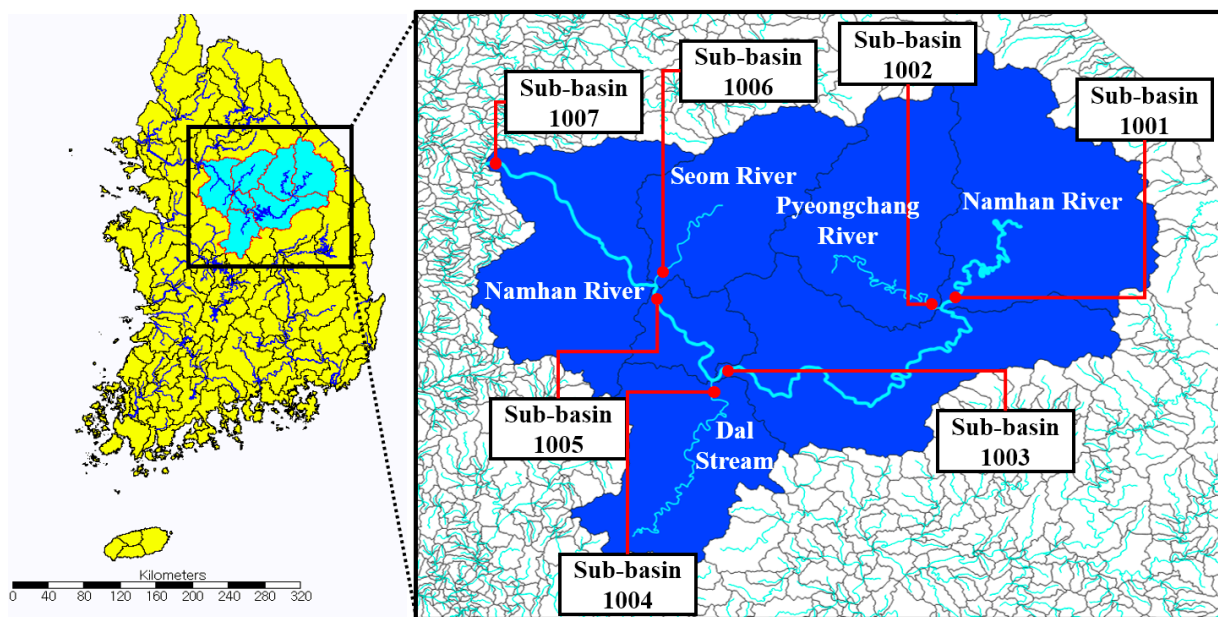 Kilometers
0 40 80 120 160 200 240 280 320
Sub-basin
1007
Sub-basin
1006
Sub-basin
1002
Sub-basin
1001
Seom River
Pyeongchang
River
Namhan River
Namhan River
Sub-basin
1005
Dal
Stream
Sub-basin
1003
Sub-basin
1004